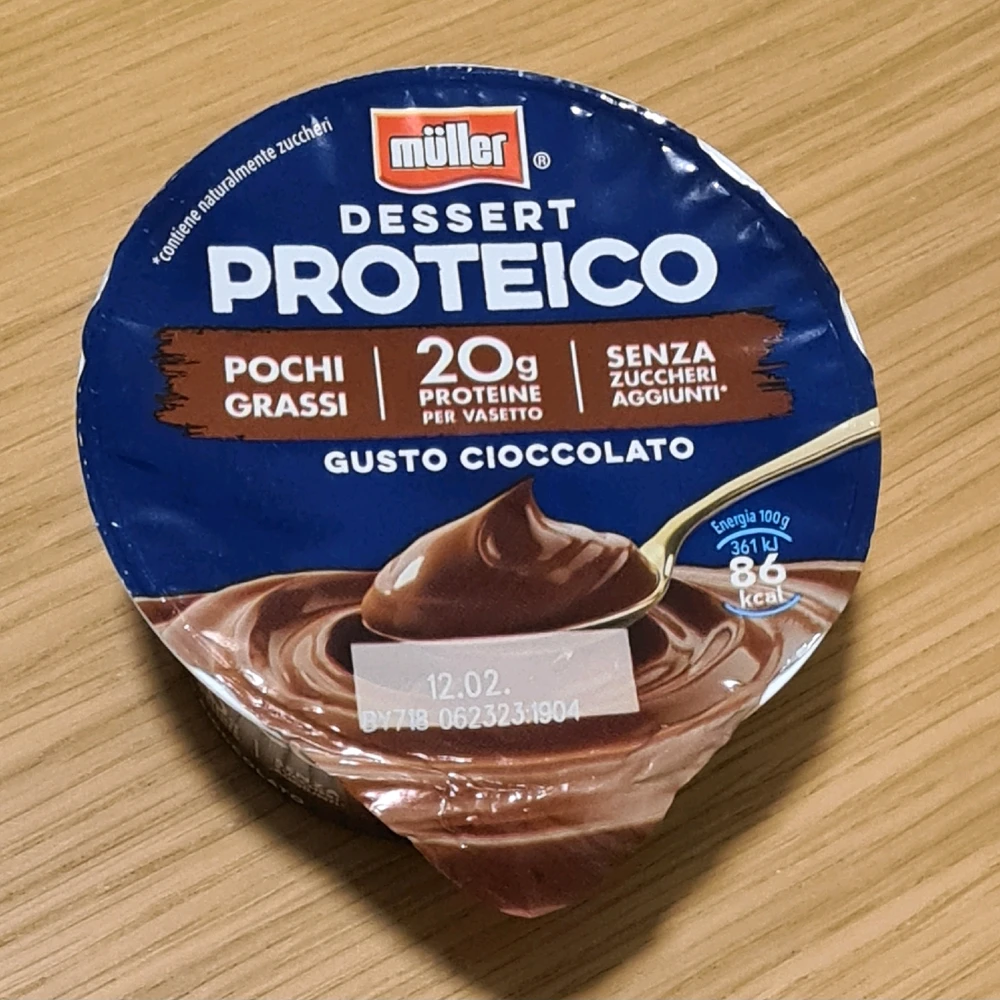 müller®
*contiene naturalmente zuccheri
DESSERT
PROTEICO
POCHI
GRASSI
20g
PROTEINE
PER VASETTO
SENZA
ZUCCHERI
AGGIUNTI*
GUSTO CIOCCOLATO
Energia 100g
361 kJ
86
kcal
12.02.
BY718 062323:1904